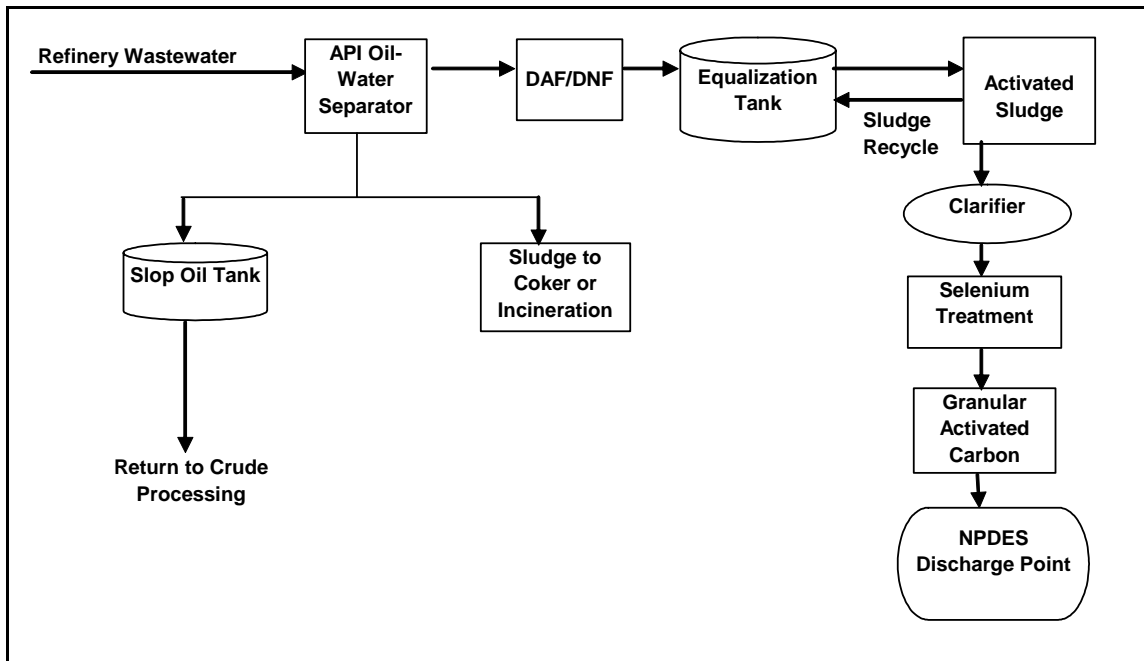 Refinery Wastewater
API Oil-
Water
Separator
DAF/DNF
Equalization
Tank
Activated
Sludge
Sludge
Recycle
Clarifier
Slop Oil Tank
Sludge to
Coker or
Incineration
Selenium
Treatment
Granular
Activated
Carbon
Return to Crude
Processing
NPDES
Discharge Point